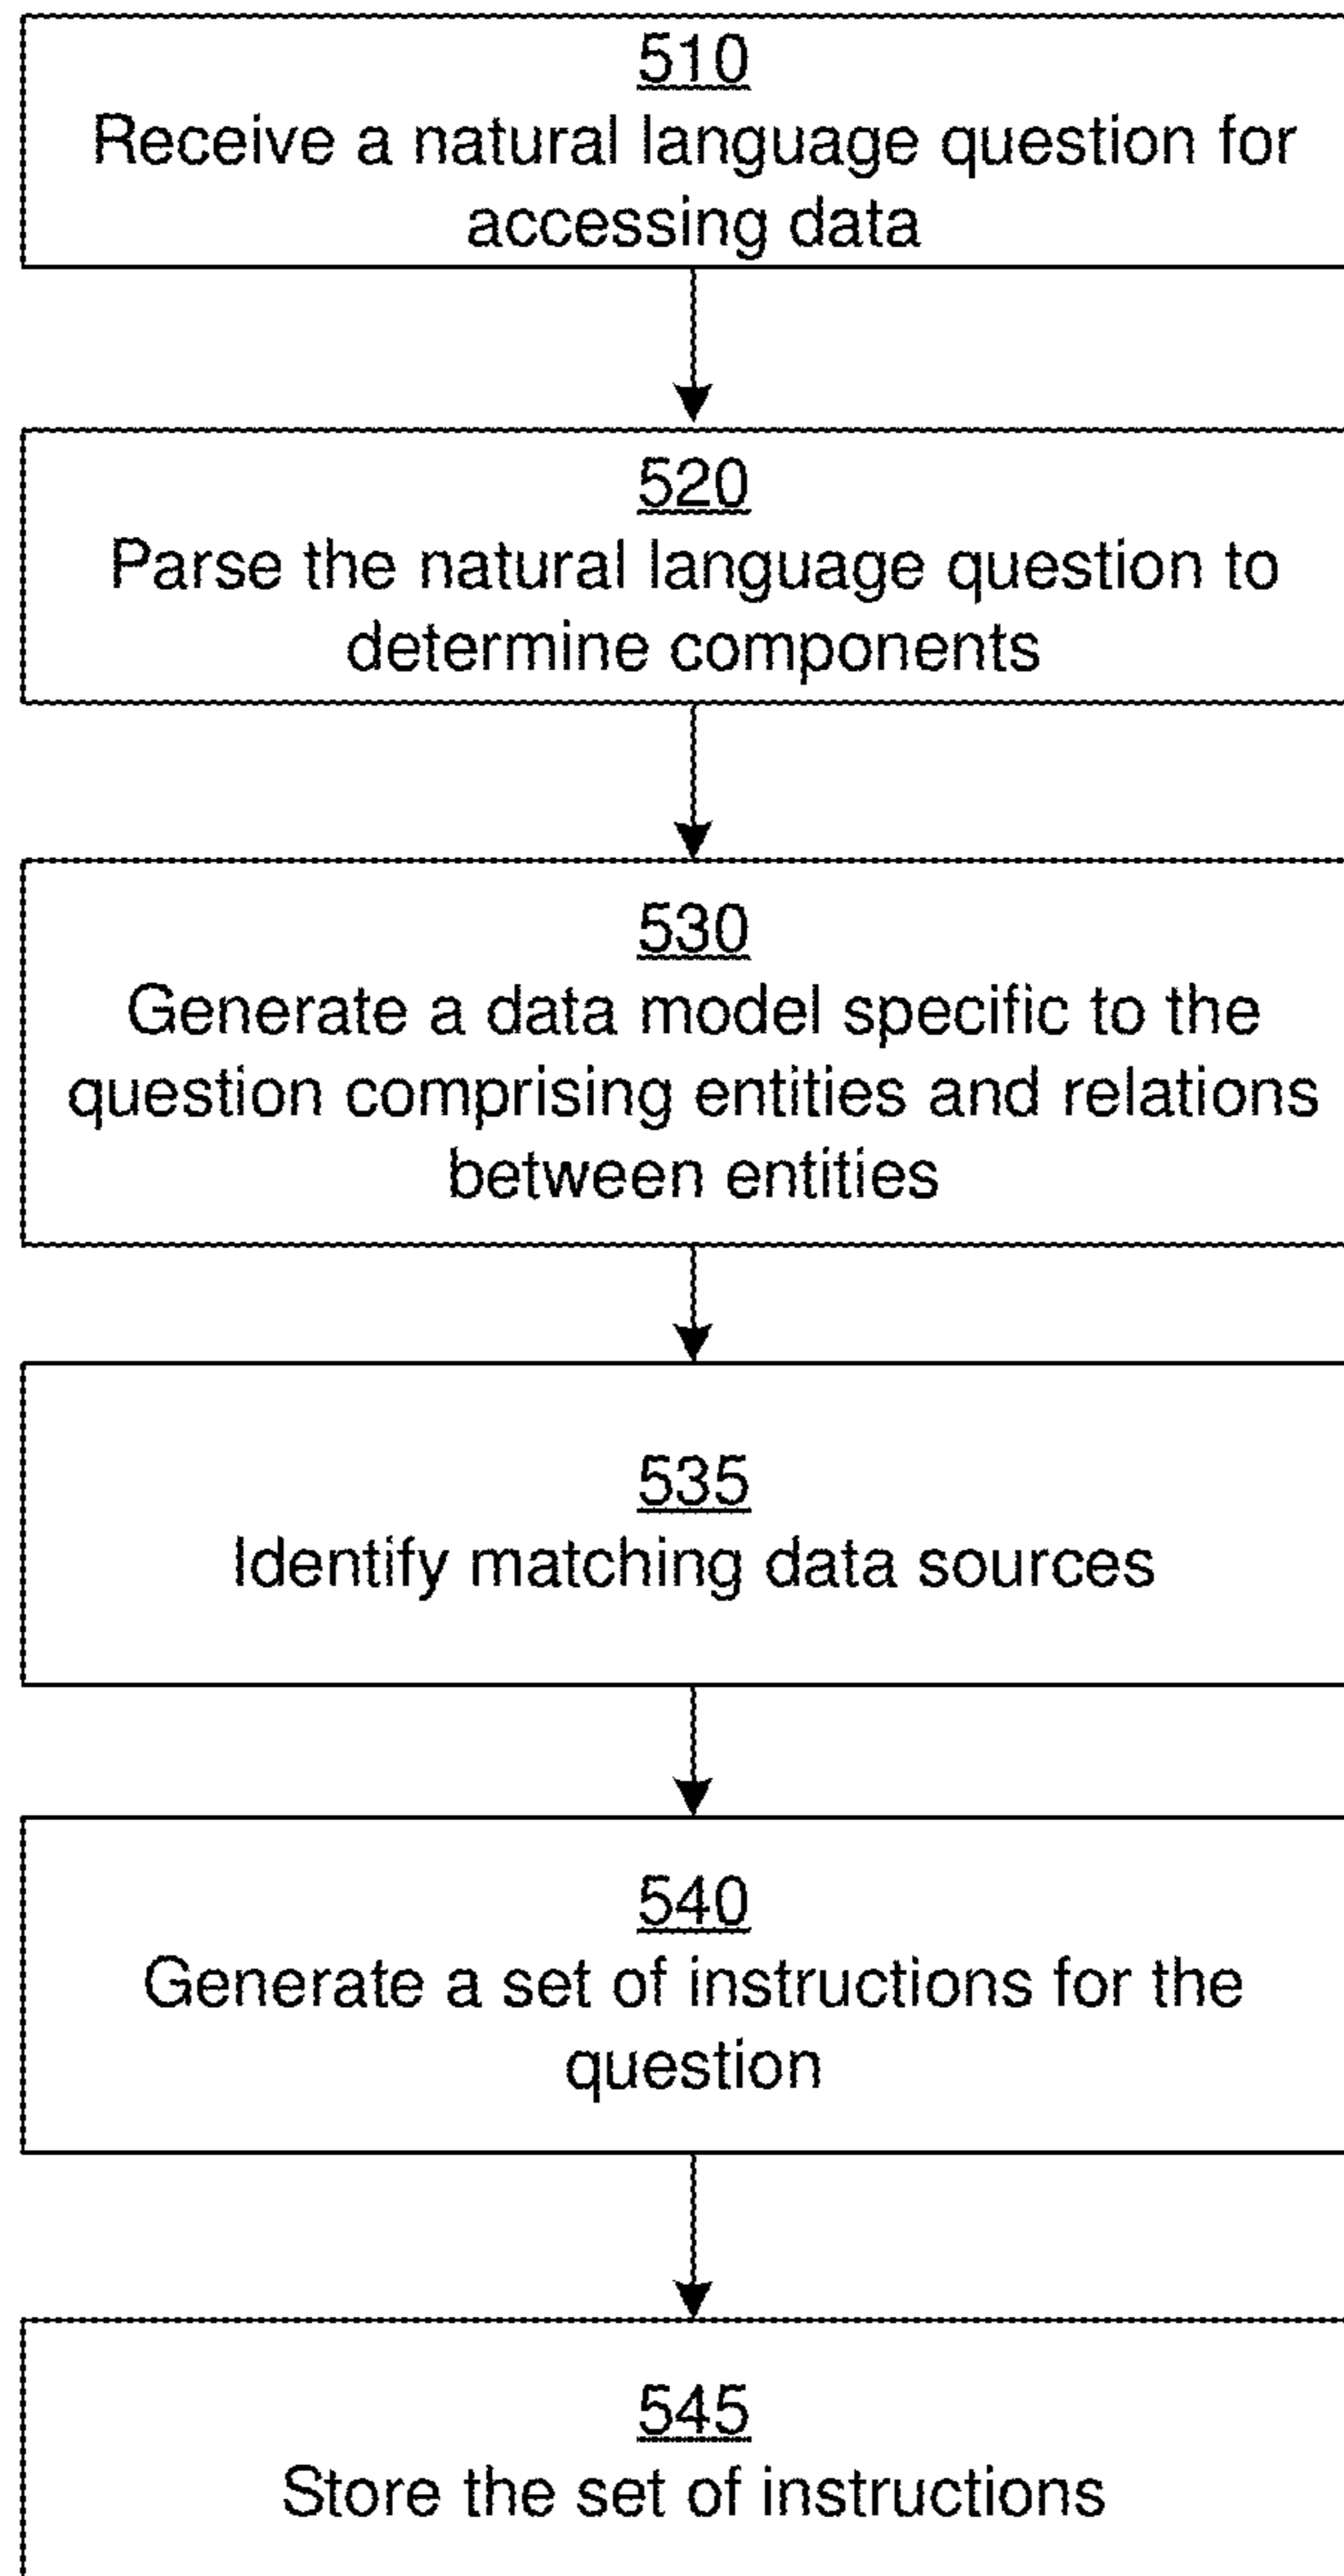 510
Receive a natural language question for
accessing data
520
Parse the natural language question to
determine components
530
Generate a data model specific to the
question comprising entities and relations
between entities
535
Identify matching data sources
540
Generate a set of instructions for the
question
545
Store the set of instructions